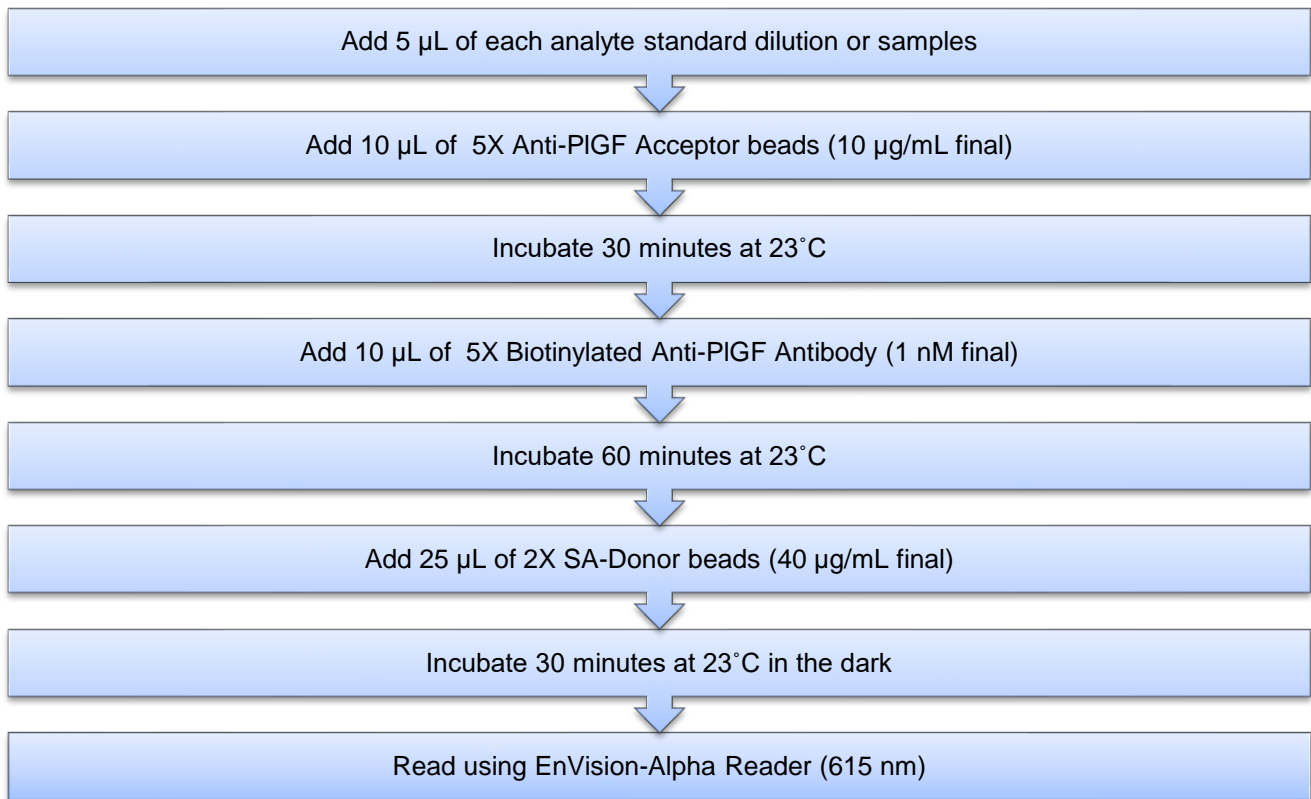 Add 5 µL of each analyte standard dilution or samples
Add 10 µL of 5X Anti-PlGF Acceptor beads (10 µg/mL final)
Incubate 30 minutes at 23˚C
Add 10 µL of 5X Biotinylated Anti-PlGF Antibody (1 nM final)
Incubate 60 minutes at 23˚C
Add 25 µL of 2X SA-Donor beads (40 µg/mL final)
Incubate 30 minutes at 23˚C in the dark
Read using EnVision-Alpha Reader (615 nm)